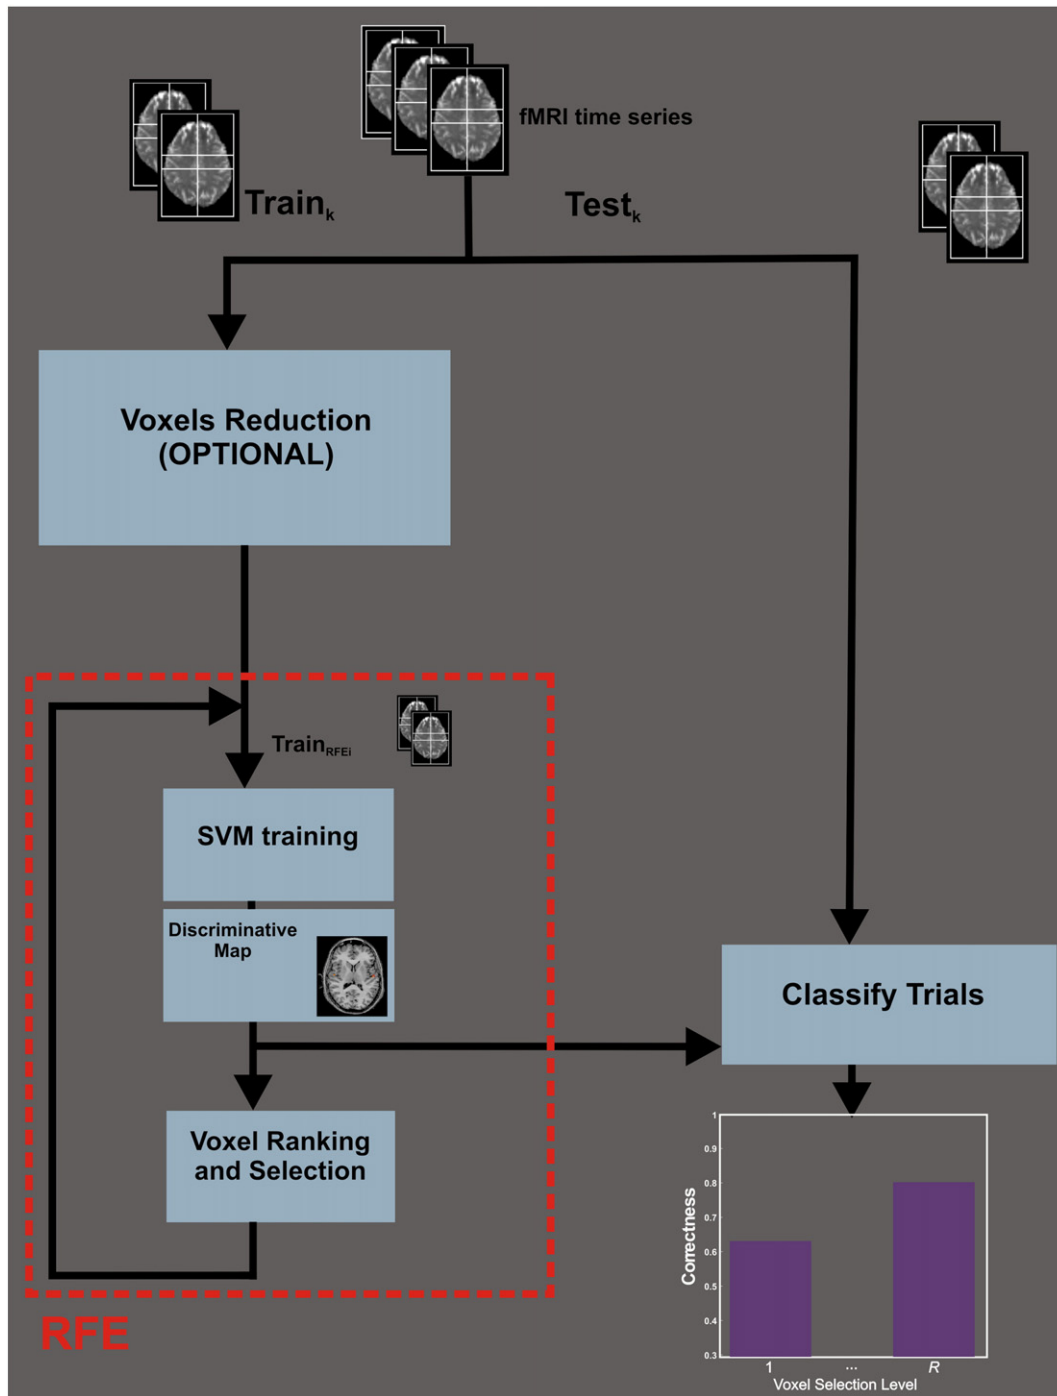 fMRI time series
Train_k
Test_k
Voxels Reduction
(OPTIONAL)
Train_RFEi
SVM training
Discriminative
Map
Classify Trials
Voxel Ranking
and Selection
RFE
Correctness
1
0.9
0.8
0.7
0.6
0.5
0.4
0.3
1 ... R
Voxel Selection Level